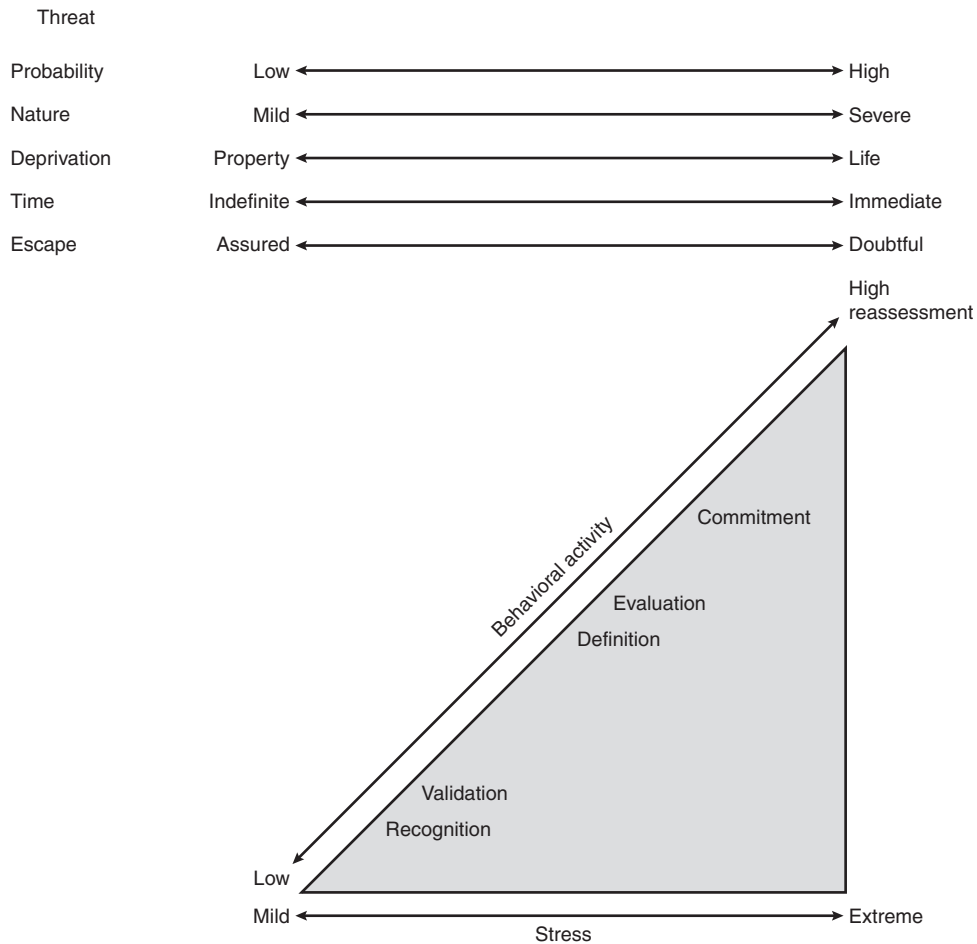 Threat
Probability Low High
Nature Mild Severe
Deprivation Property Life
Time Indefinite Immediate
Escape Assured Doubtful
High
reassessment
Behavioral activity
Commitment
Evaluation
Definition
Validation
Recognition
Low
Mild Extreme
Stress